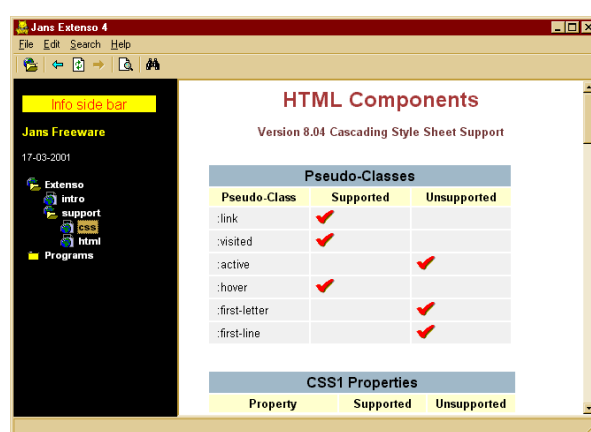 Jans Extenso 4
File Edit Search Help
Info side bar
Jans Freeware
17-03-2001
Extenso
intro
support
css
html
Programs
HTML Components
Version 8.04 Cascading Style Sheet Support
Pseudo-Classes
Pseudo-Class Supported Unsupported
:link
:visited
:active
:hover
:first-letter
:first-line
CSS1 Properties
Property Supported Unsupported